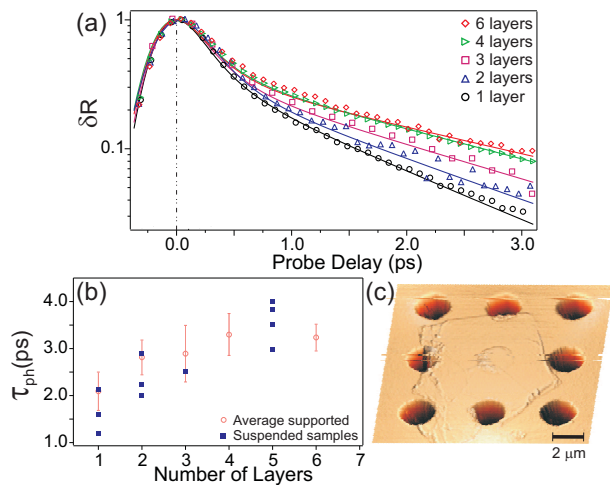 (a)
δR
1
0.1
6 layers
4 layers
3 layers
2 layers
1 layer
0.0 1.0 2.0 3.0
Probe Delay (ps)
(b)
τph(ps)
4.0
3.0
2.0
1.0
Average supported
Suspended samples
1 2 3 4 5 6 7
Number of Layers
(c)
2 μm